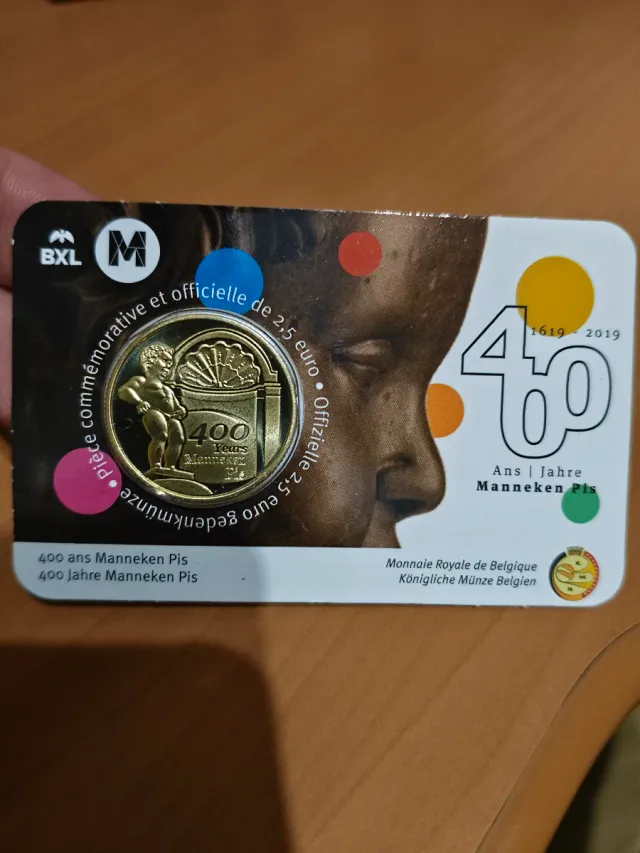 BXL
M
Pièce commémorative et officielle de 2,5 euro • Offizielle 2,5 euro gedenkmünze •
400
Years
Manneken
Pis
1619 - 2019
400
Ans | Jahre
Manneken Pis
400 ans Manneken Pis
400 Jahre Manneken Pis
Monnaie Royale de Belgique
Königliche Münze Belgien